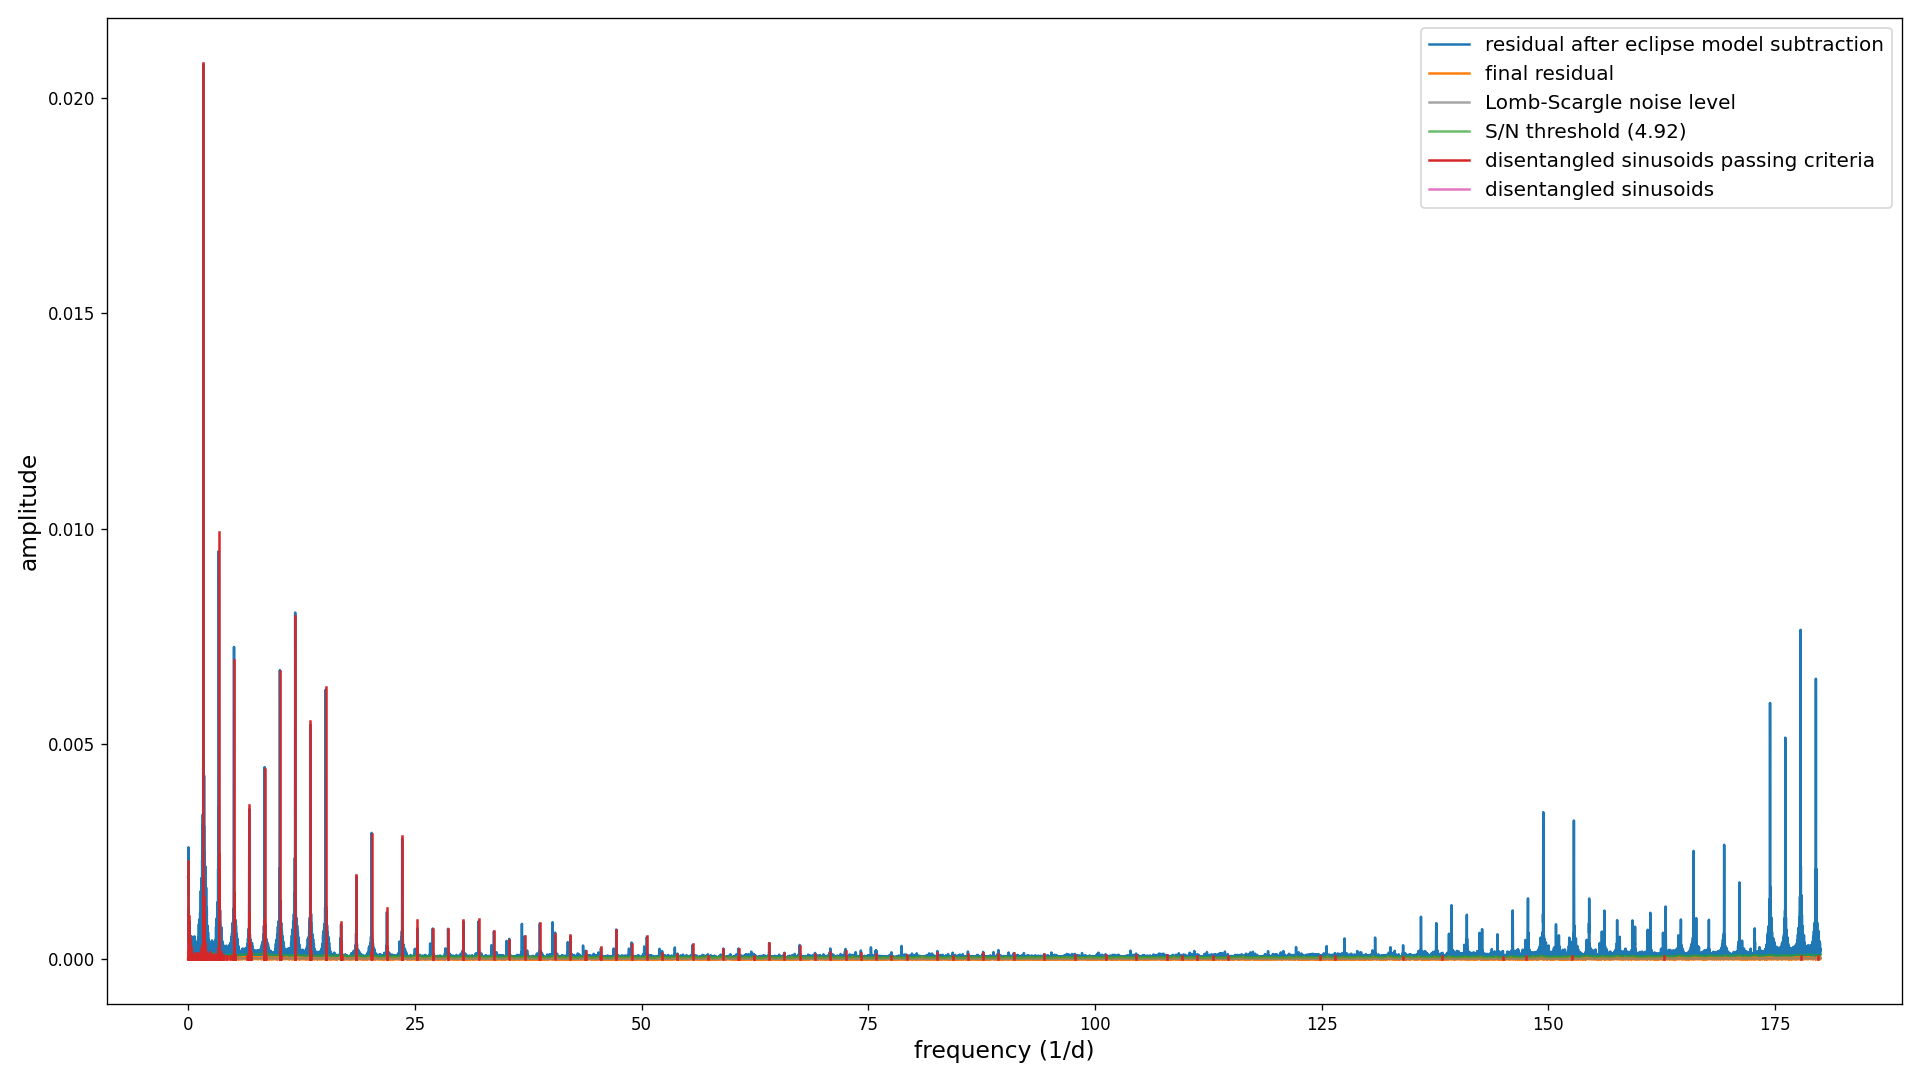 residual after eclipse model subtraction
final residual
Lomb-Scargle noise level
S/N threshold (4.92)
disentangled sinusoids passing criteria
disentangled sinusoids
0.020
0.015
0.010
0.005
0.000
amplitude
0 25 50 75 100 125 150 175
frequency (1/d)